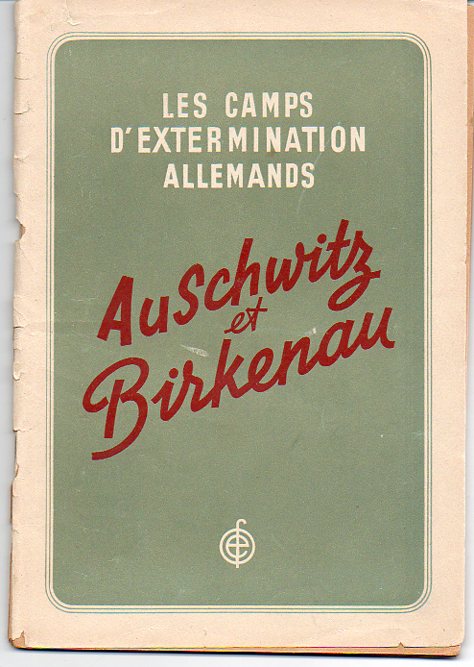 LES CAMPS
D'EXTERMINATION
ALLEMANDS
Auschwitz
et
Birkenau